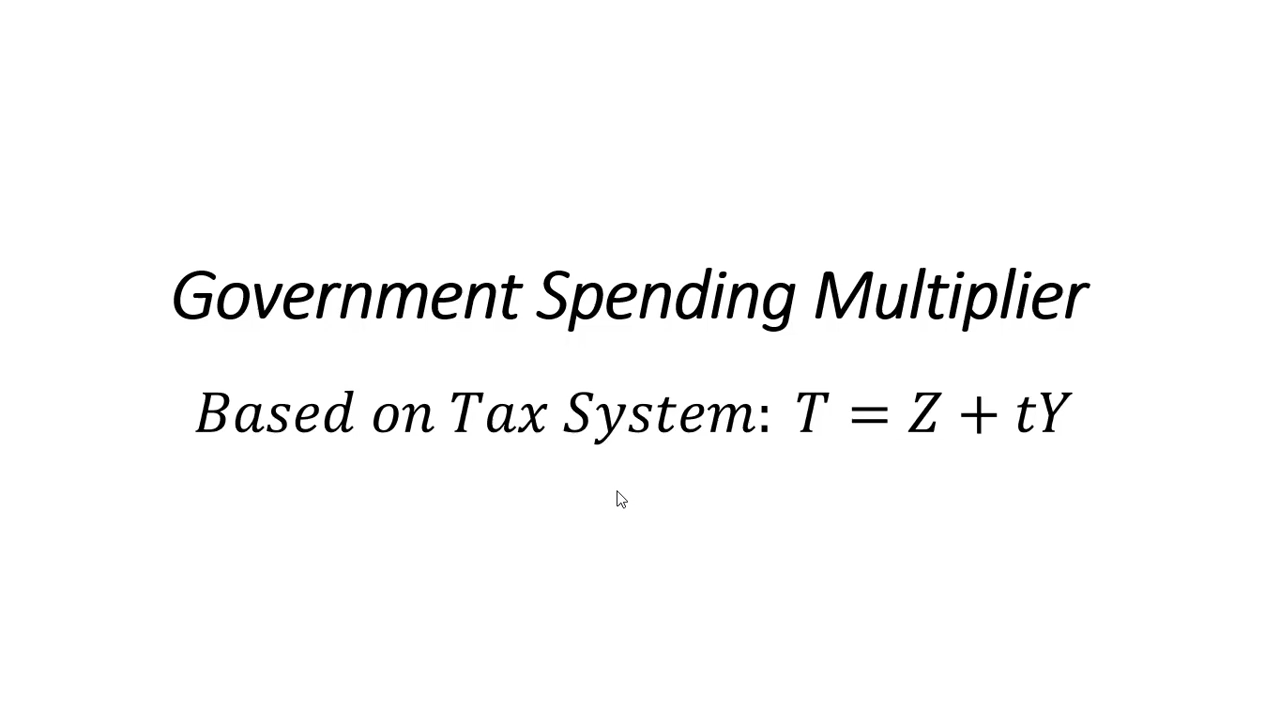 Government Spending Multiplier
Based on Tax System: T = Z + tY